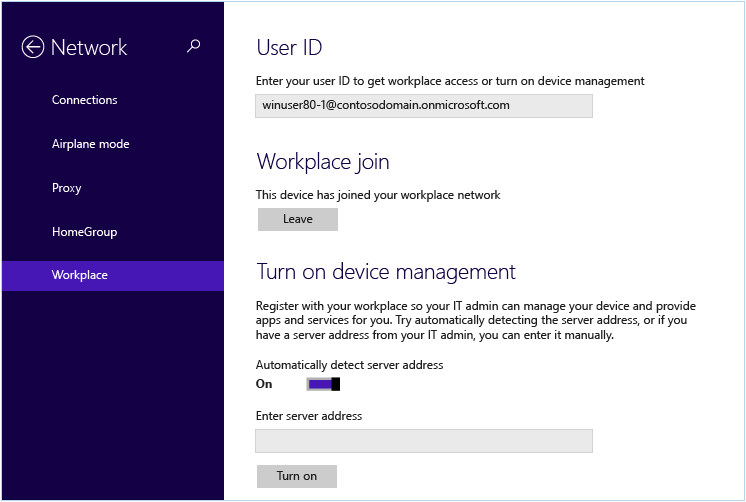 Network
Connections
Airplane mode
Proxy
HomeGroup
Workplace
User ID
Enter your user ID to get workplace access or turn on device management
winuser80-1@contosodomain.onmicrosoft.com
Workplace join
This device has joined your workplace network
Leave
Turn on device management
Register with your workplace so your IT admin can manage your device and provide
apps and services for you. Try automatically detecting the server address, or if you
have a server address from your IT admin, you can enter it manually.
Automatically detect server address
On
Enter server address
Turn on